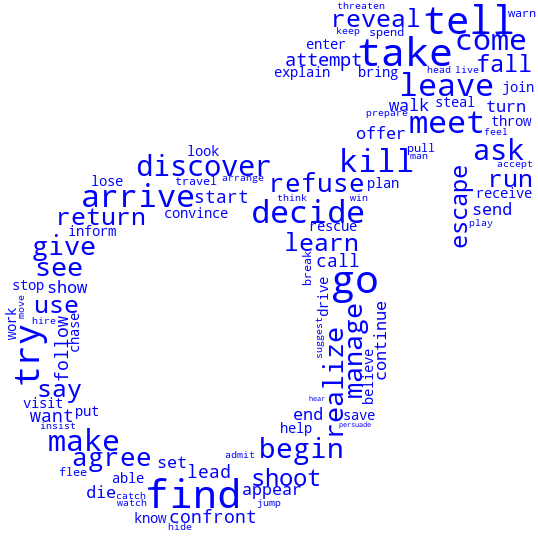 threaten
reveal tell warn
keep spend
enter take come
attempt
explain bring head live fall
leave join
walk steal turn
prepare meet throw
offer feel
look pull ask
discover kill man accept
lose travel arrange refuse plan run receive
arrive start think win escape
return convince decide send
inform rescue play
give learn
see call
stop show break go
move use drive
work hire follow chase manage continue
try suggest realize believe
say hear
visit want put end save
insist help persuade
make begin
agree set admit
flee able lead shoot
die catch find appear
watch jump
know confront
hide